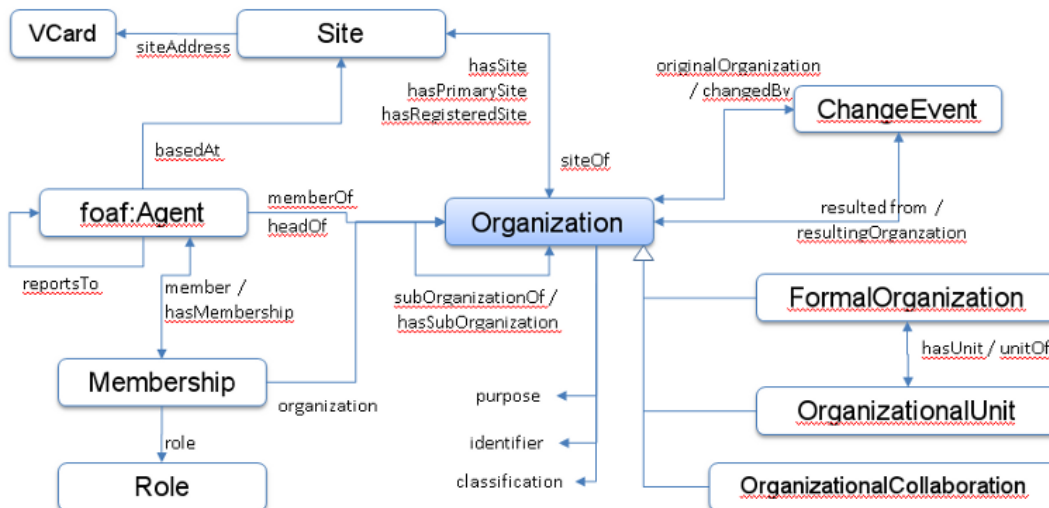 VCard
siteAddress
Site
hasSite
hasPrimarySite
hasRegisteredSite
siteOf
originalOrganization
/ changedBy
ChangeEvent
basedAt
foaf:Agent
memberOf
headOf
Organization
resulted from /
resultingOrganzation
reportsTo
member /
hasMembership
subOrganizationOf /
hasSubOrganization
FormalOrganization
hasUnit / unitOf
Membership
organization
purpose
OrganizationalUnit
role
identifier
Role
classification
OrganizationalCollaboration